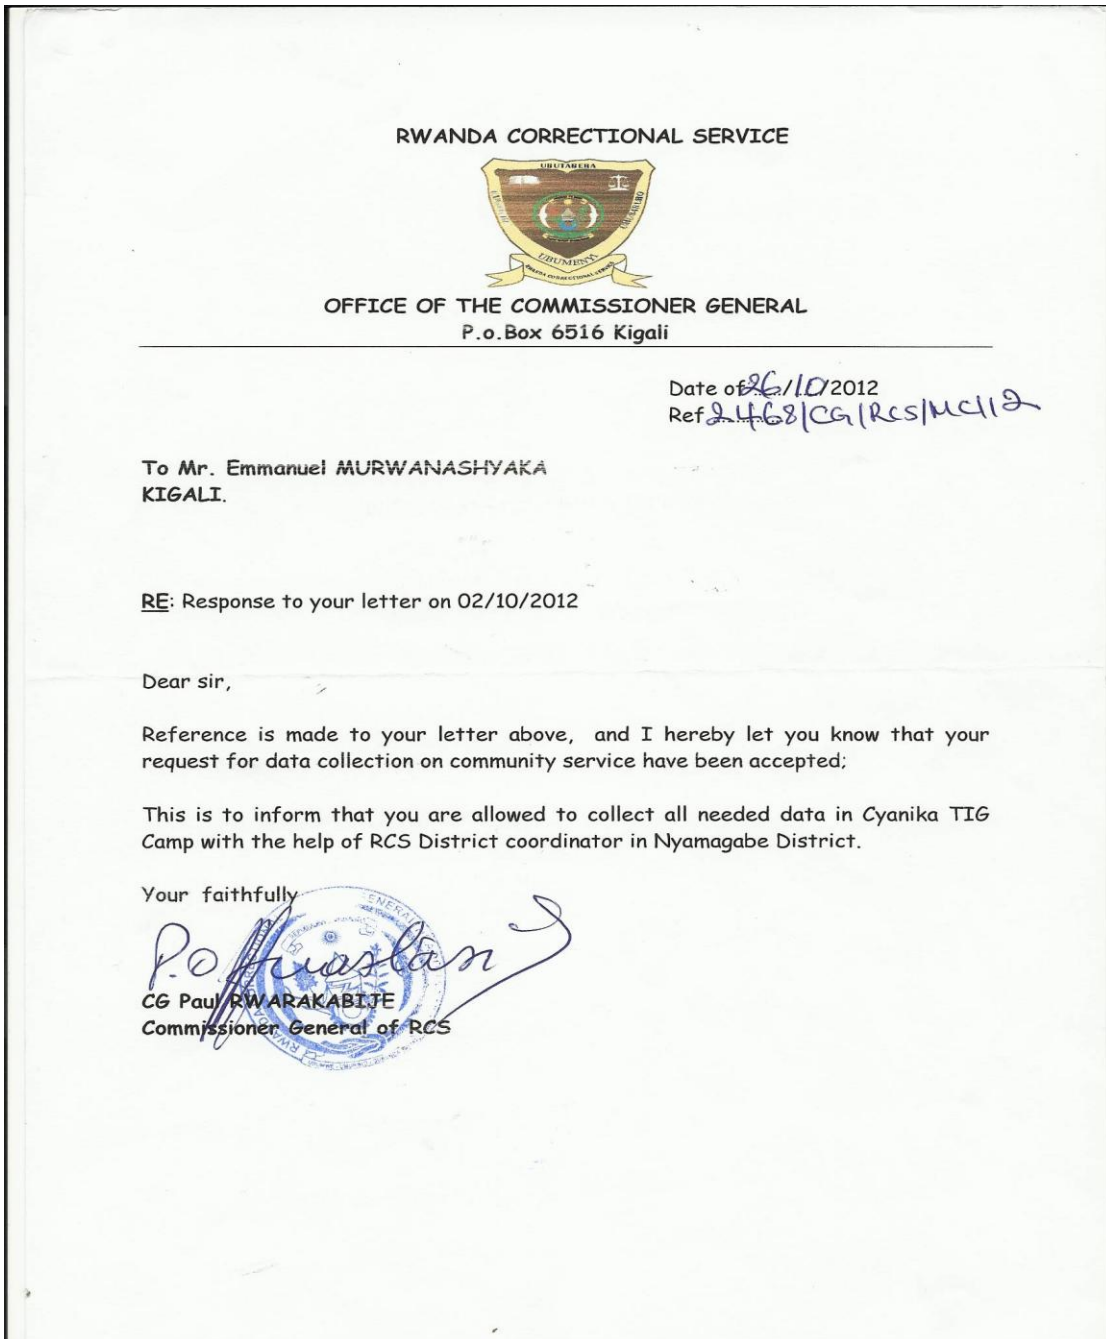 RWANDA CORRECTIONAL SERVICE
UBUTABERA
UBUMENYI
RWANDA CORRECTIONAL SERVICE
OFFICE OF THE COMMISSIONER GENERAL
P.o.Box 6516 Kigali
Date of 26/10/2012
Ref 2468/CG/RCS/MC/12
To Mr. Emmanuel MURWANASHYAKA
KIGALI.
RE: Response to your letter on 02/10/2012
Dear sir,
Reference is made to your letter above, and I hereby let you know that your
request for data collection on community service have been accepted;
This is to inform that you are allowed to collect all needed data in Cyanika TIG
Camp with the help of RCS District coordinator in Nyamagabe District.
Your faithfully
P.O
CG Paul RWARAKABIJE
Commissioner General of RCS